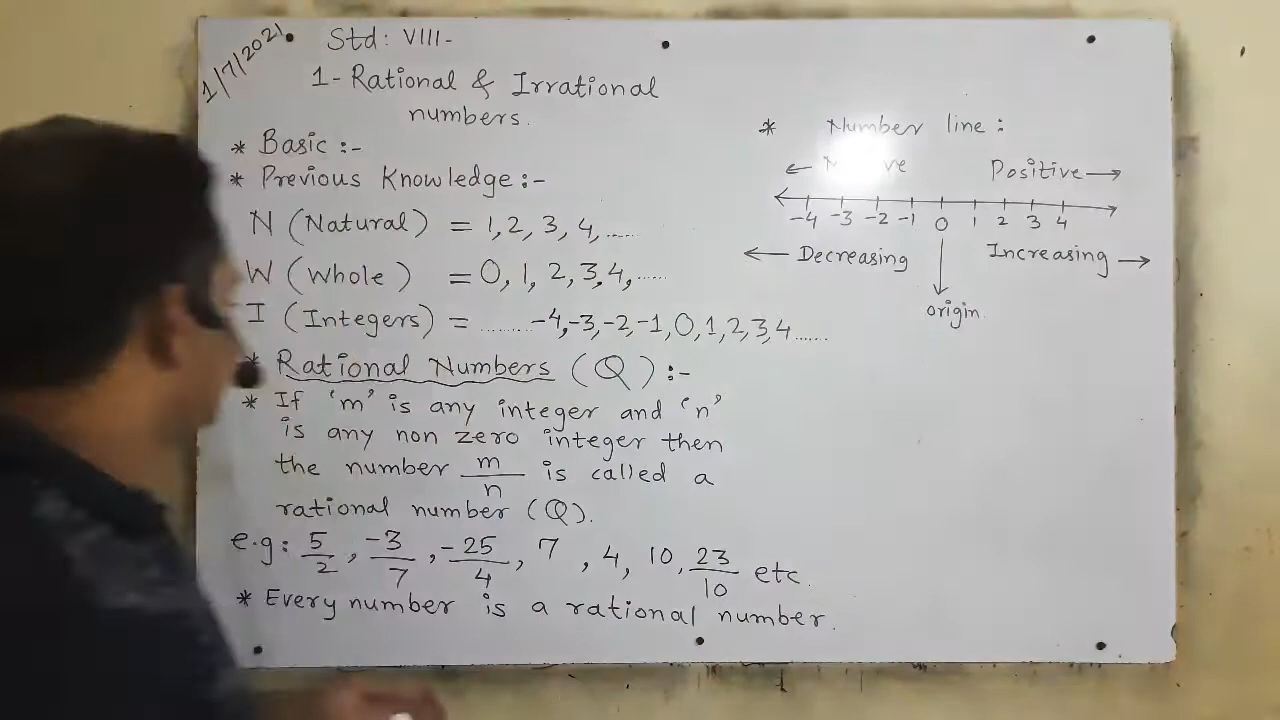 1/7/2021
Std: VIII-
1- Rational & Irrational
numbers.
* Basic :-
* Previous Knowledge :-
N (Natural) = 1, 2, 3, 4, ......
W (Whole) = 0, 1, 2, 3, 4, ......
I (Integers) = ........ -4, -3, -2, -1, 0, 1, 2, 3, 4 ......
* Rational Numbers (Q) :-
* If 'm' is any integer and 'n'
is any non zero integer then
the number m/n is called a
rational number (Q).
e.g: 5/2, -3/7, -25/4, 7, 4, 10, 23/10 etc.
* Every number is a rational number.
* Number line :
← Positive →
-4 -3 -2 -1 0 1 2 3 4
← Decreasing Increasing →
origin.